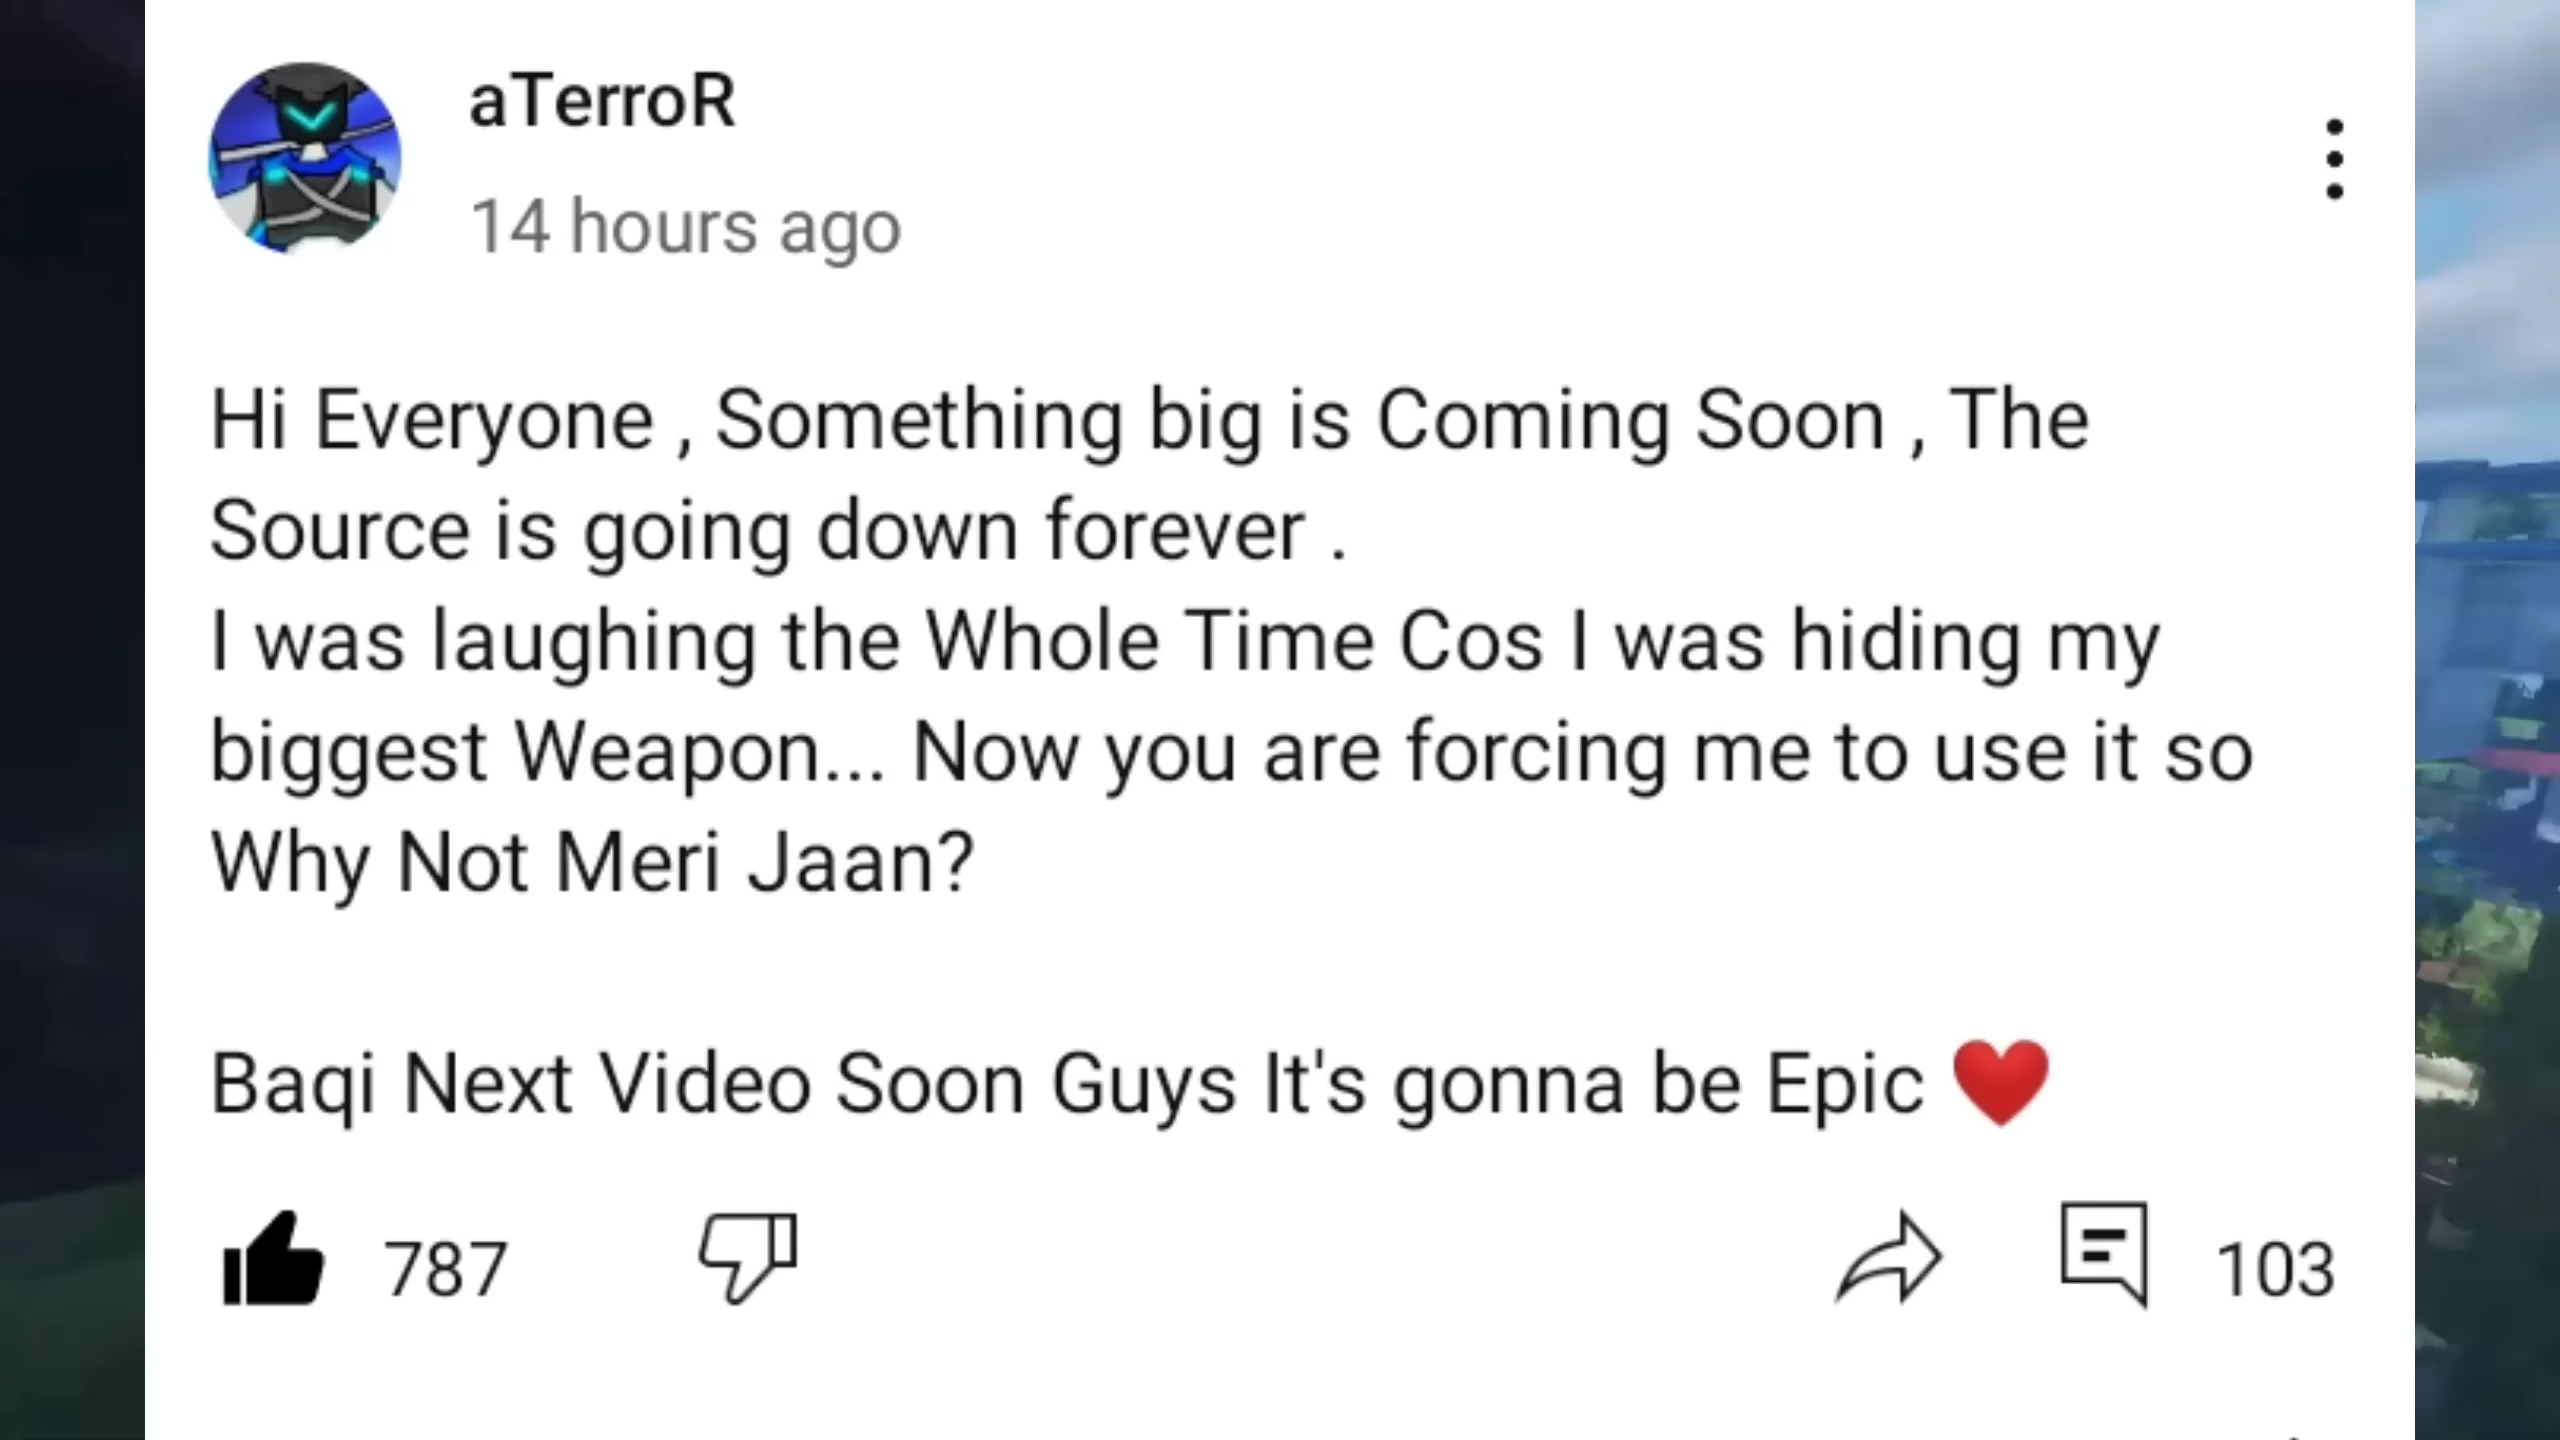 aTerroR
14 hours ago
Hi Everyone , Something big is Coming Soon , The
Source is going down forever .
I was laughing the Whole Time Cos I was hiding my
biggest Weapon... Now you are forcing me to use it so
Why Not Meri Jaan?
Baqi Next Video Soon Guys It's gonna be Epic ❤️
787 103